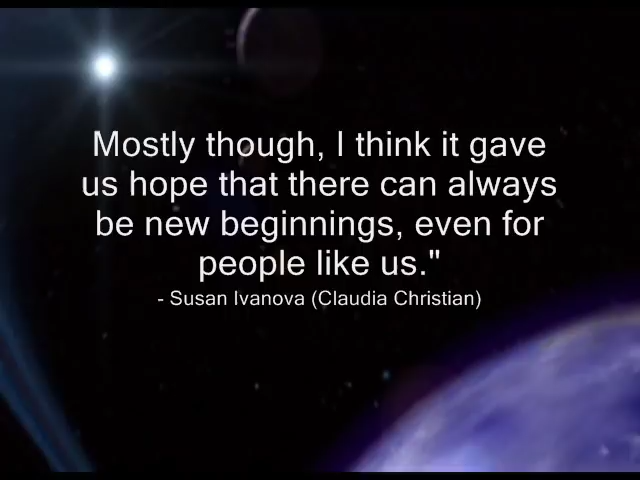 Mostly though, I think it gave
us hope that there can always
be new beginnings, even for
people like us."
- Susan Ivanova (Claudia Christian)